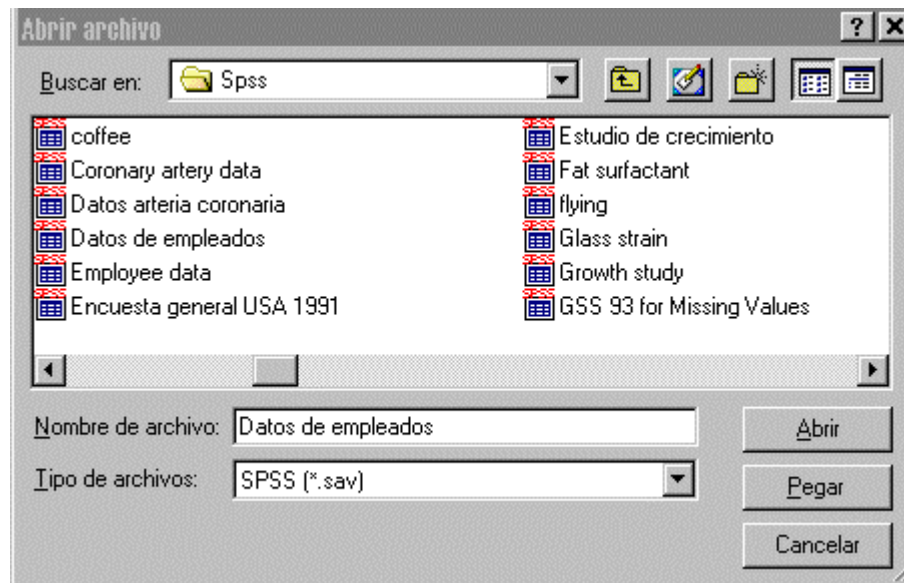 Abrir archivo
Buscar en: Spss
coffee
Coronary artery data
Datos arteria coronaria
Datos de empleados
Employee data
Encuesta general USA 1991
Estudio de crecimiento
Fat surfactant
flying
Glass strain
Growth study
GSS 93 for Missing Values
Nombre de archivo: Datos de empleados
Abrir
Tipo de archivos: SPSS (*.sav)
Pegar
Cancelar